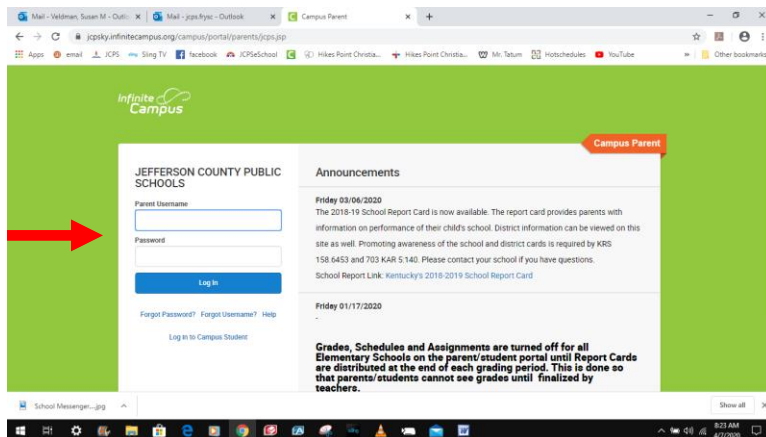 Mail - Veldman, Susan M - Outlo
Mail - jcps.frysc - Outlook
Campus Parent
jcpsky.infinitecampus.org/campus/portal/parents/jcps.jsp
Apps email JCPS Sling TV facebook JCPSeSchool Hikes Point Christia... Hikes Point Christia... Mr. Tatum Hotschedules YouTube Other bookmarks
Infinite
Campus
Campus Parent
JEFFERSON COUNTY PUBLIC
SCHOOLS
Parent Username
Password
Log In
Forgot Password? Forgot Username? Help
Log in to Campus Student
Announcements
Friday 03/06/2020
The 2018-19 School Report Card is now available. The report card provides parents with
information on performance of their child's school. District information can be viewed on this
site as well. Promoting awareness of the school and district cards is required by KRS
158.6453 and 703 KAR 5:140. Please contact your school if you have questions.
School Report Link: Kentucky's 2018-2019 School Report Card
Friday 01/17/2020
-
Grades, Schedules and Assignments are turned off for all
Elementary Schools on the parent/student portal until Report Cards
are distributed at the end of each grading period. This is done so
that parents/students cannot see grades until finalized by
teachers.
School Messenger....jpg
Show all
8:23 AM
4/7/2020